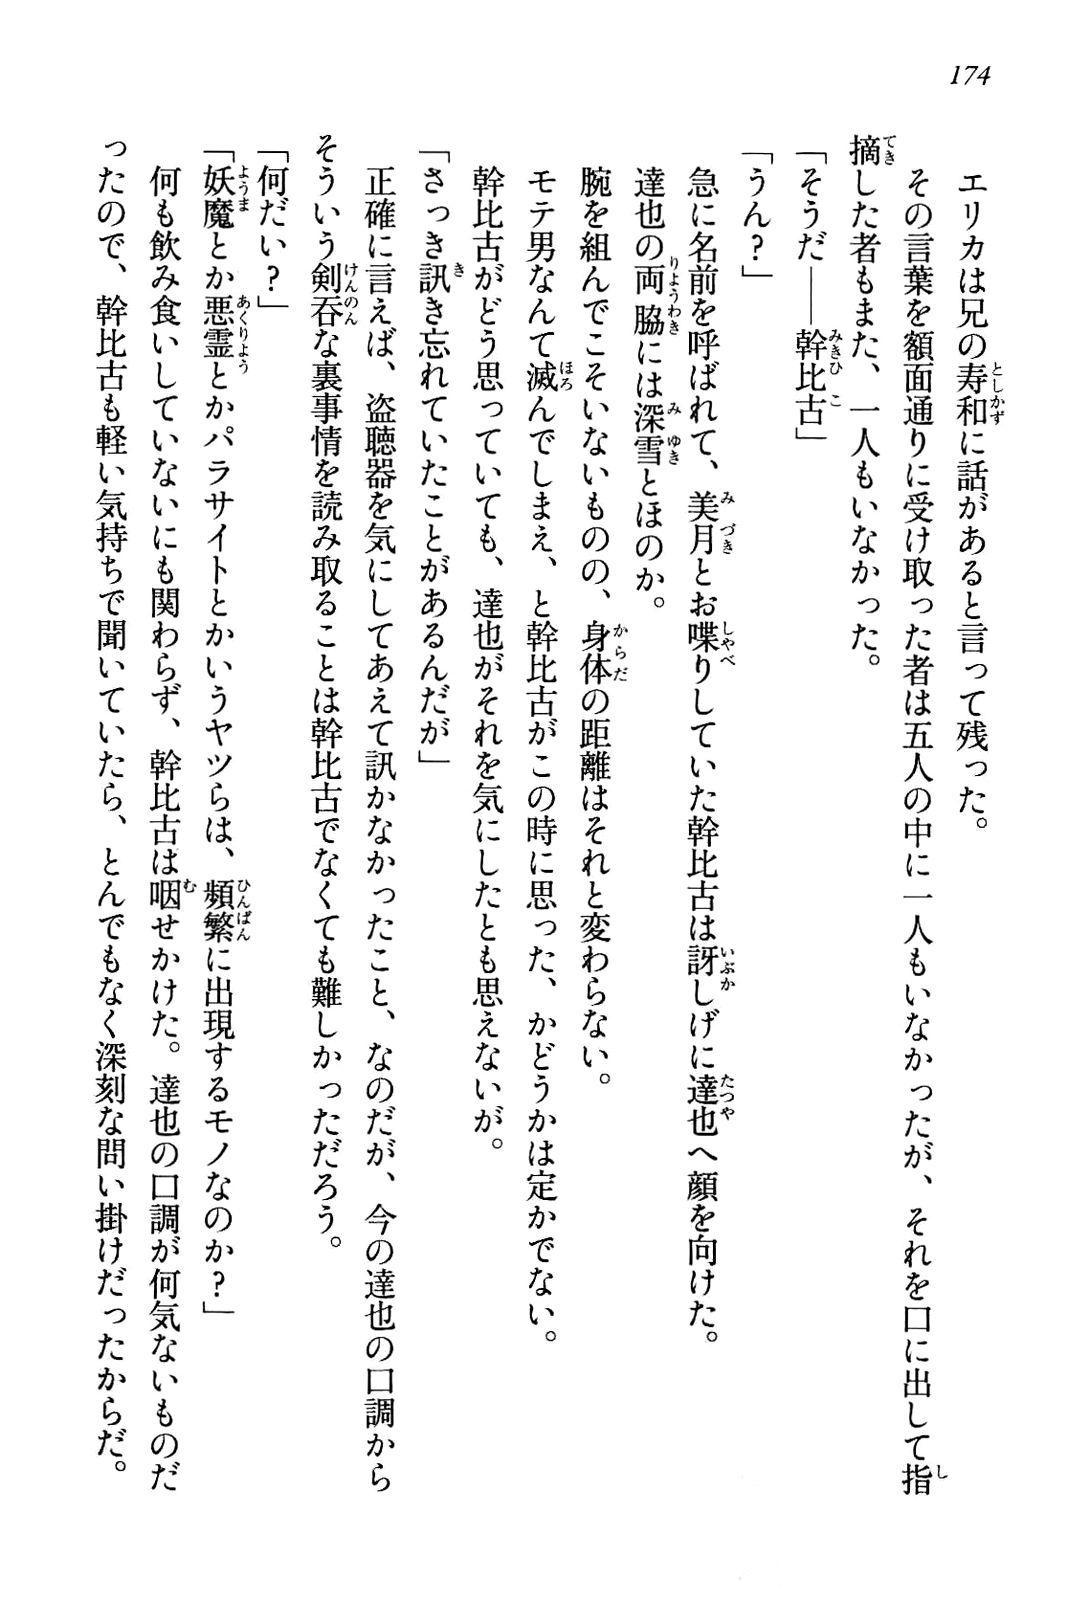 174
エリカは兄の寿和に話があると言って残った。
その言葉を額面通りに受け取った者は五人の中に一人もいなかったが、それを口に出して指
摘した者もまた、一人もいなかった。
「そうだ――幹比古」
「うん?」
急に名前を呼ばれて、美月とお喋りしていた幹比古は訝しげに達也へ顔を向けた。
達也の両脇には深雪とほのか。
腕を組んでこそいないものの、身体の距離はそれと変わらない。
モテ男なんて滅んでしまえ、と幹比古がこの時に思った、かどうかは定かでない。
幹比古がどう思っていても、達也がそれを気にしたとも思えないが。
「さっき訊き忘れていたことがあるんだが」
正確に言えば、盗聴器を気にしてあえて訊かなかったこと、なのだが、今の達也の口調から
そういう剣呑な裏事情を読み取ることは幹比古でなくても難しかっただろう。
「何だい?」
「妖魔とか悪霊とかパラサイトとかいうヤツらは、頻繁に出現するモノなのか?」
何も飲み食いしていないにも関わらず、幹比古は咽せかけた。達也の口調が何気ないものだ
ったので、幹比古も軽い気持ちで聞いていたら、とんでもなく深刻な問い掛けだったからだ。